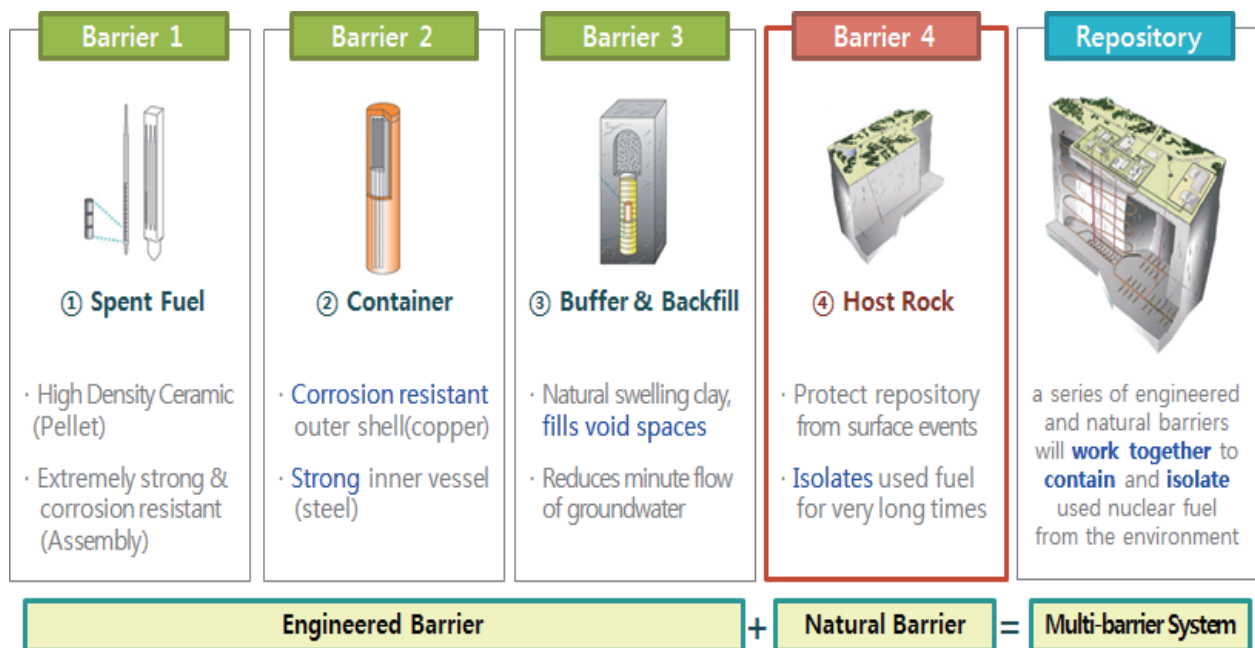 Barrier 1
① Spent Fuel
· High Density Ceramic
(Pellet)
· Extremely strong &
corrosion resistant
(Assembly)
Barrier 2
② Container
· Corrosion resistant
outer shell(copper)
· Strong inner vessel
(steel)
Barrier 3
③ Buffer & Backfill
· Natural swelling clay,
fills void spaces
· Reduces minute flow
of groundwater
Barrier 4
④ Host Rock
· Protect repository
from surface events
· Isolates used fuel
for very long times
Repository
a series of engineered
and natural barriers
will work together to
contain and isolate
used nuclear fuel
from the environment
Engineered Barrier + Natural Barrier = Multi-barrier System